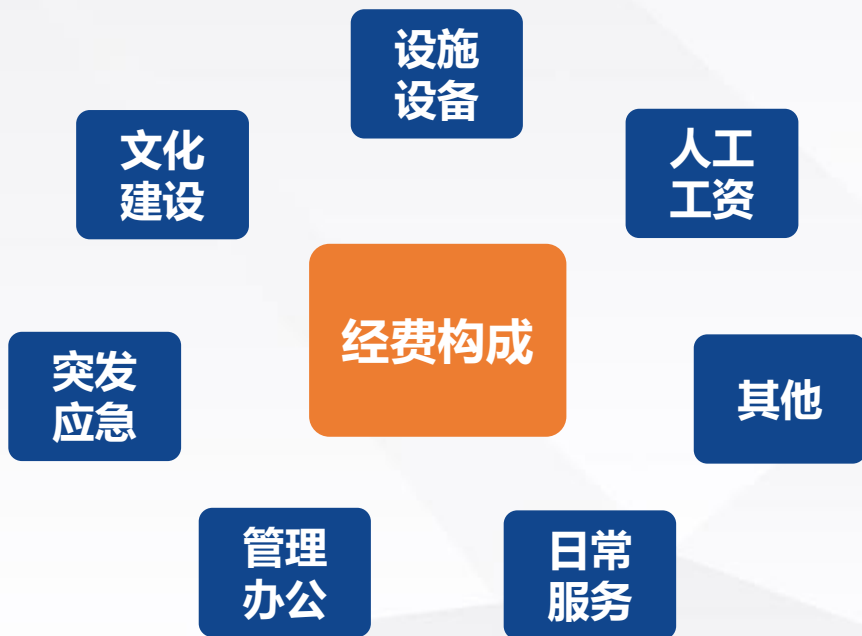 设施
设备
文化
建设
人工
工资
经费构成
突发
应急
其他
管理
办公
日常
服务